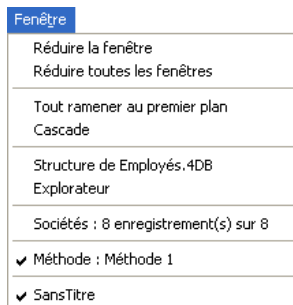 Fenêtre
Réduire la fenêtre
Réduire toutes les fenêtres
Tout ramener au premier plan
Cascade
Structure de Employés.4DB
Explorateur
Sociétés : 8 enregistrement(s) sur 8
Méthode : Méthode 1
SansTitre